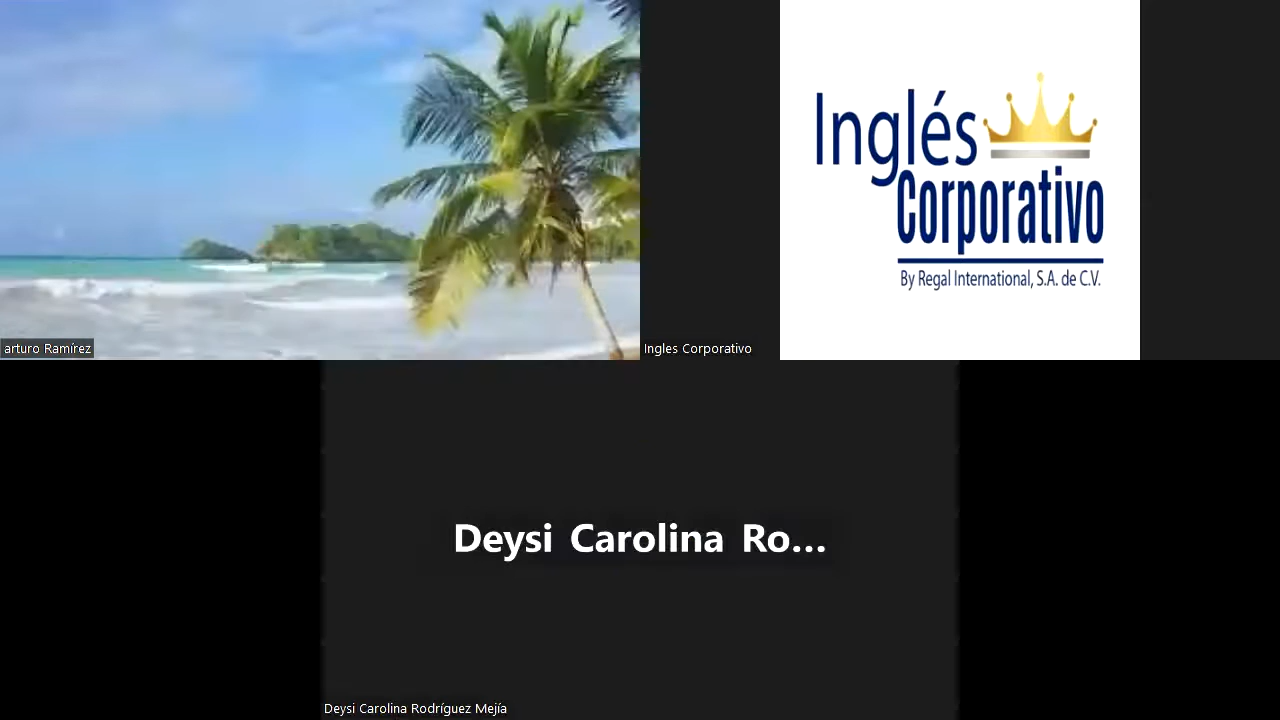 arturo Ramírez
Inglés
Corporativo
By Regal International, S.A. de C.V.
Ingles Corporativo
Deysi Carolina Ro...
Deysi Carolina Rodríguez Mejía